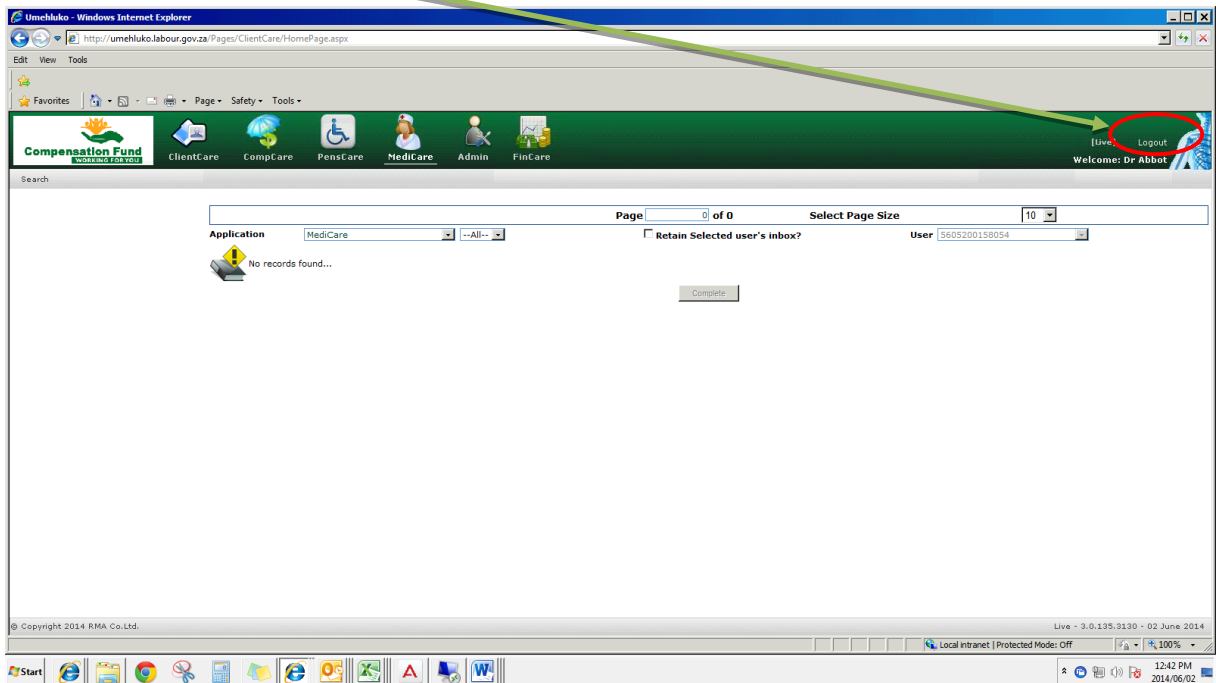 Umehluko - Windows Internet Explorer
http://umehluko.labour.gov.za/Pages/ClientCare/HomePage.aspx
Edit View Tools
Favorites Page Safety Tools
Compensation Fund
WORKING FOR YOU
ClientCare CompCare PensCare MediCare Admin FinCare
[Live] Logout
Welcome: Dr Abbot
Search
Page 0 of 0 Select Page Size 10
Application MediCare --All-- Retain Selected user's inbox? User 5605200158054
No records found...
Complete
© Copyright 2014 RMA Co.Ltd. Live - 3.0.135.3130 - 02 June 2014
Local intranet | Protected Mode: Off 100%
Start 12:42 PM
2014/06/02